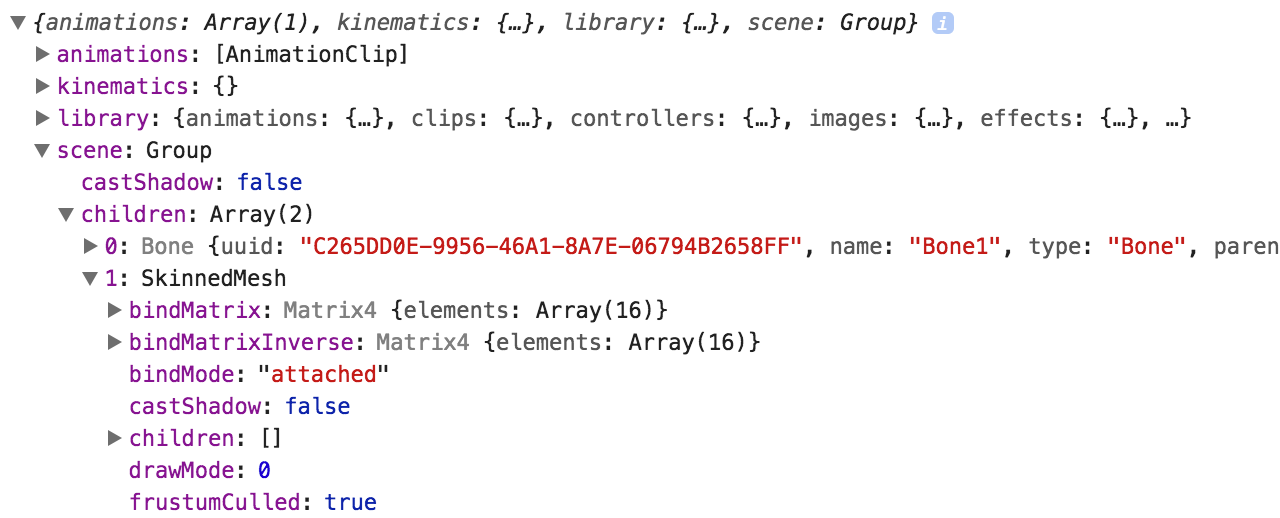 ▼{animations: Array(1), kinematics: {…}, library: {…}, scene: Group} i
▶animations: [AnimationClip]
▶kinematics: {}
▶library: {animations: {…}, clips: {…}, controllers: {…}, images: {…}, effects: {…}, …}
▼scene: Group
castShadow: false
▼children: Array(2)
▶0: Bone {uuid: "C265DD0E-9956-46A1-8A7E-06794B2658FF", name: "Bone1", type: "Bone", paren
▼1: SkinnedMesh
▶bindMatrix: Matrix4 {elements: Array(16)}
▶bindMatrixInverse: Matrix4 {elements: Array(16)}
bindMode: "attached"
castShadow: false
▶children: []
drawMode: 0
frustumCulled: true